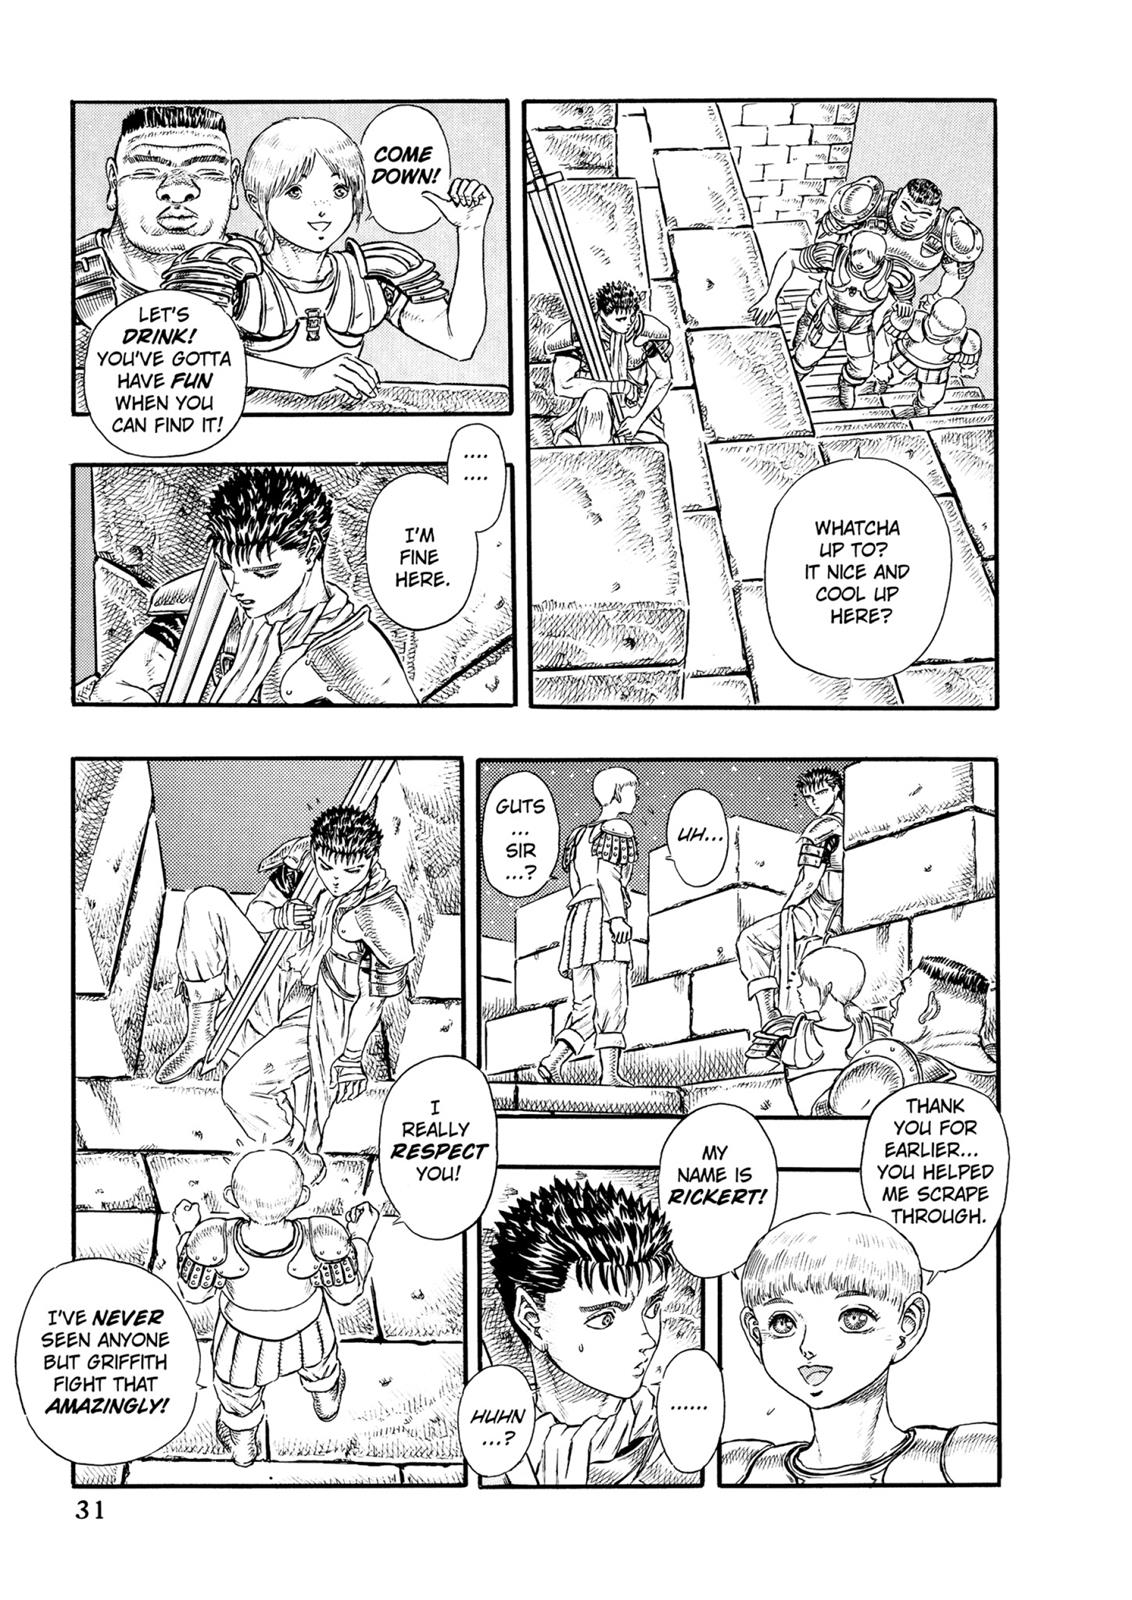 WHATCHA
UP TO?
IT NICE AND
COOL UP
HERE?
COME
DOWN!
LET'S
DRINK!
YOU'VE GOTTA
HAVE FUN
WHEN YOU
CAN FIND IT!
....
....
I'M
FINE
HERE.
UH...
GUTS
...
SIR
...?
THANK
YOU FOR
EARLIER...
YOU HELPED
ME SCRAPE
THROUGH.
MY
NAME IS
RICKERT!
......
HUHN
...?
I
REALLY
RESPECT
YOU!
I'VE NEVER
SEEN ANYONE
BUT GRIFFITH
FIGHT THAT
AMAZINGLY!
31